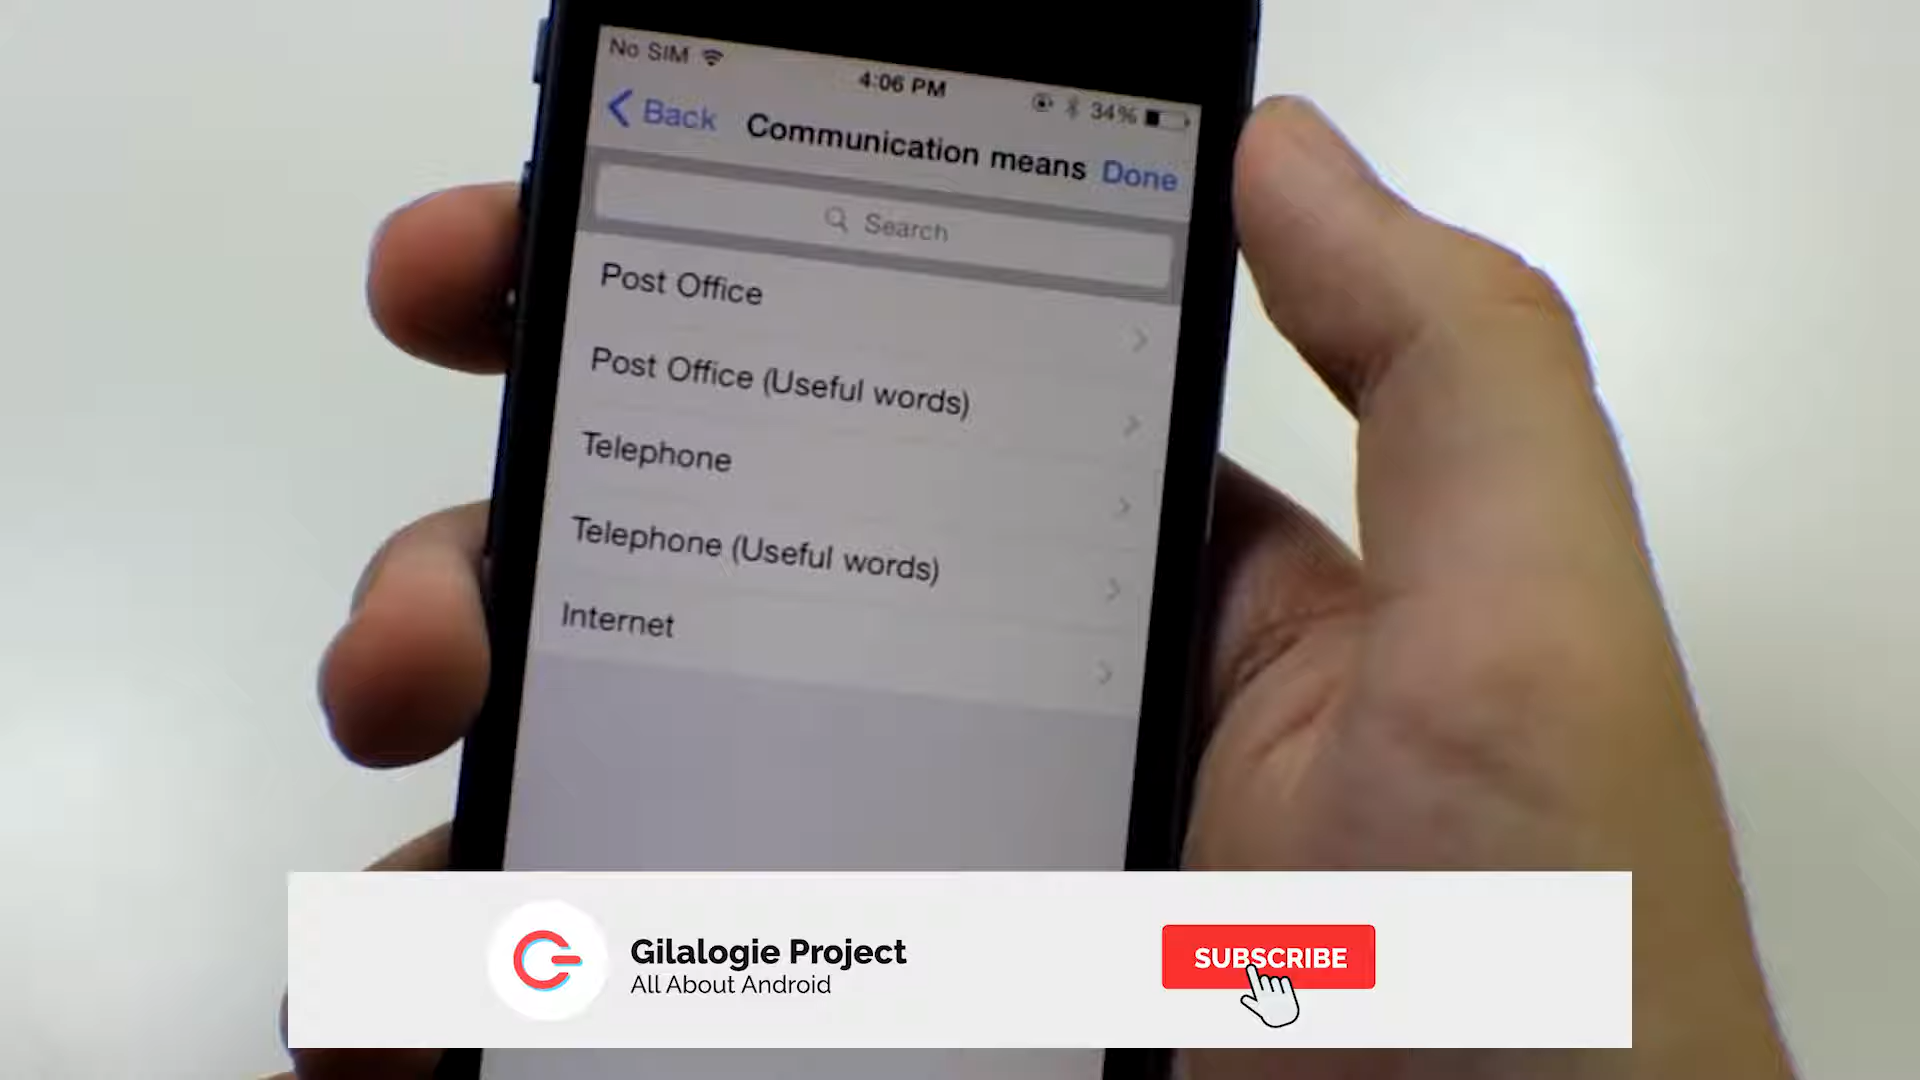 No SIM
4:06 PM
34%
Back
Communication means
Done
Search
Post Office
Post Office (Useful words)
Telephone
Telephone (Useful words)
Internet
Gilalogie Project
All About Android
SUBSCRIBE